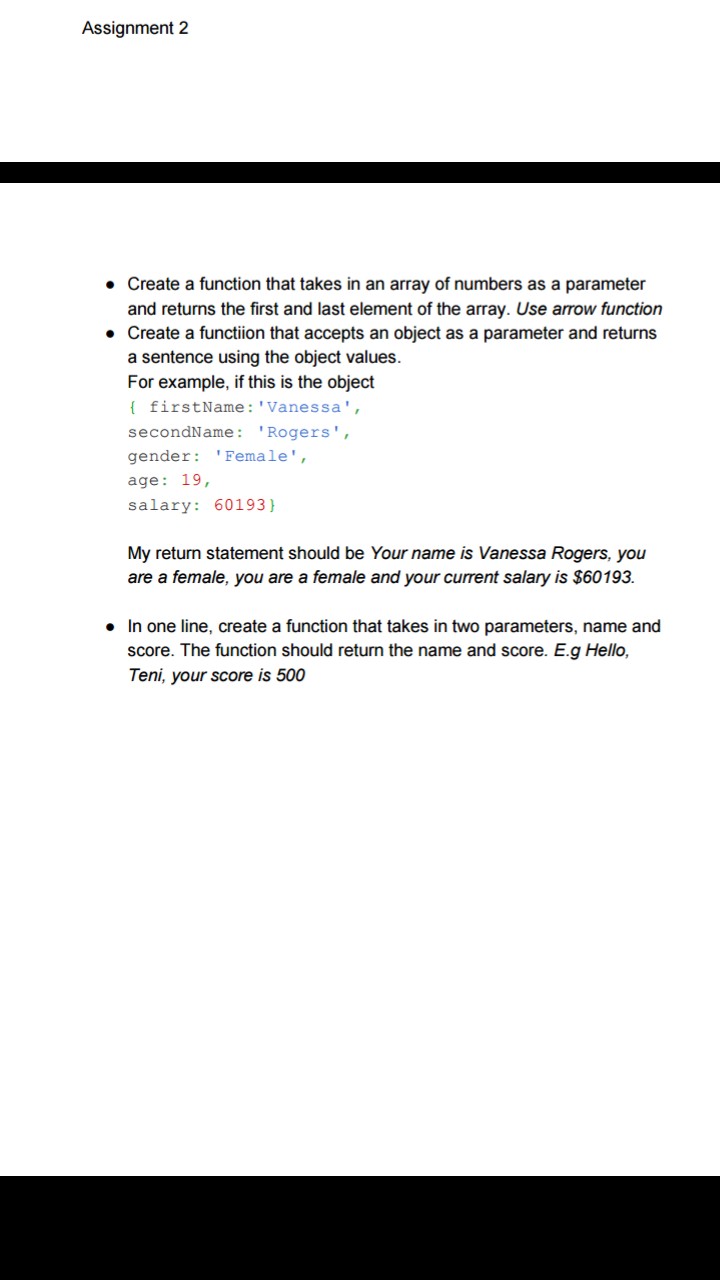 Assignment 2
● Create a function that takes in an array of numbers as a parameter
and returns the first and last element of the array. Use arrow function
● Create a functiion that accepts an object as a parameter and returns
a sentence using the object values.
For example, if this is the object
{ firstName:'Vanessa',
secondName: 'Rogers',
gender: 'Female',
age: 19,
salary: 60193}
My return statement should be Your name is Vanessa Rogers, you
are a female, you are a female and your current salary is $60193.
● In one line, create a function that takes in two parameters, name and
score. The function should return the name and score. E.g Hello,
Teni, your score is 500